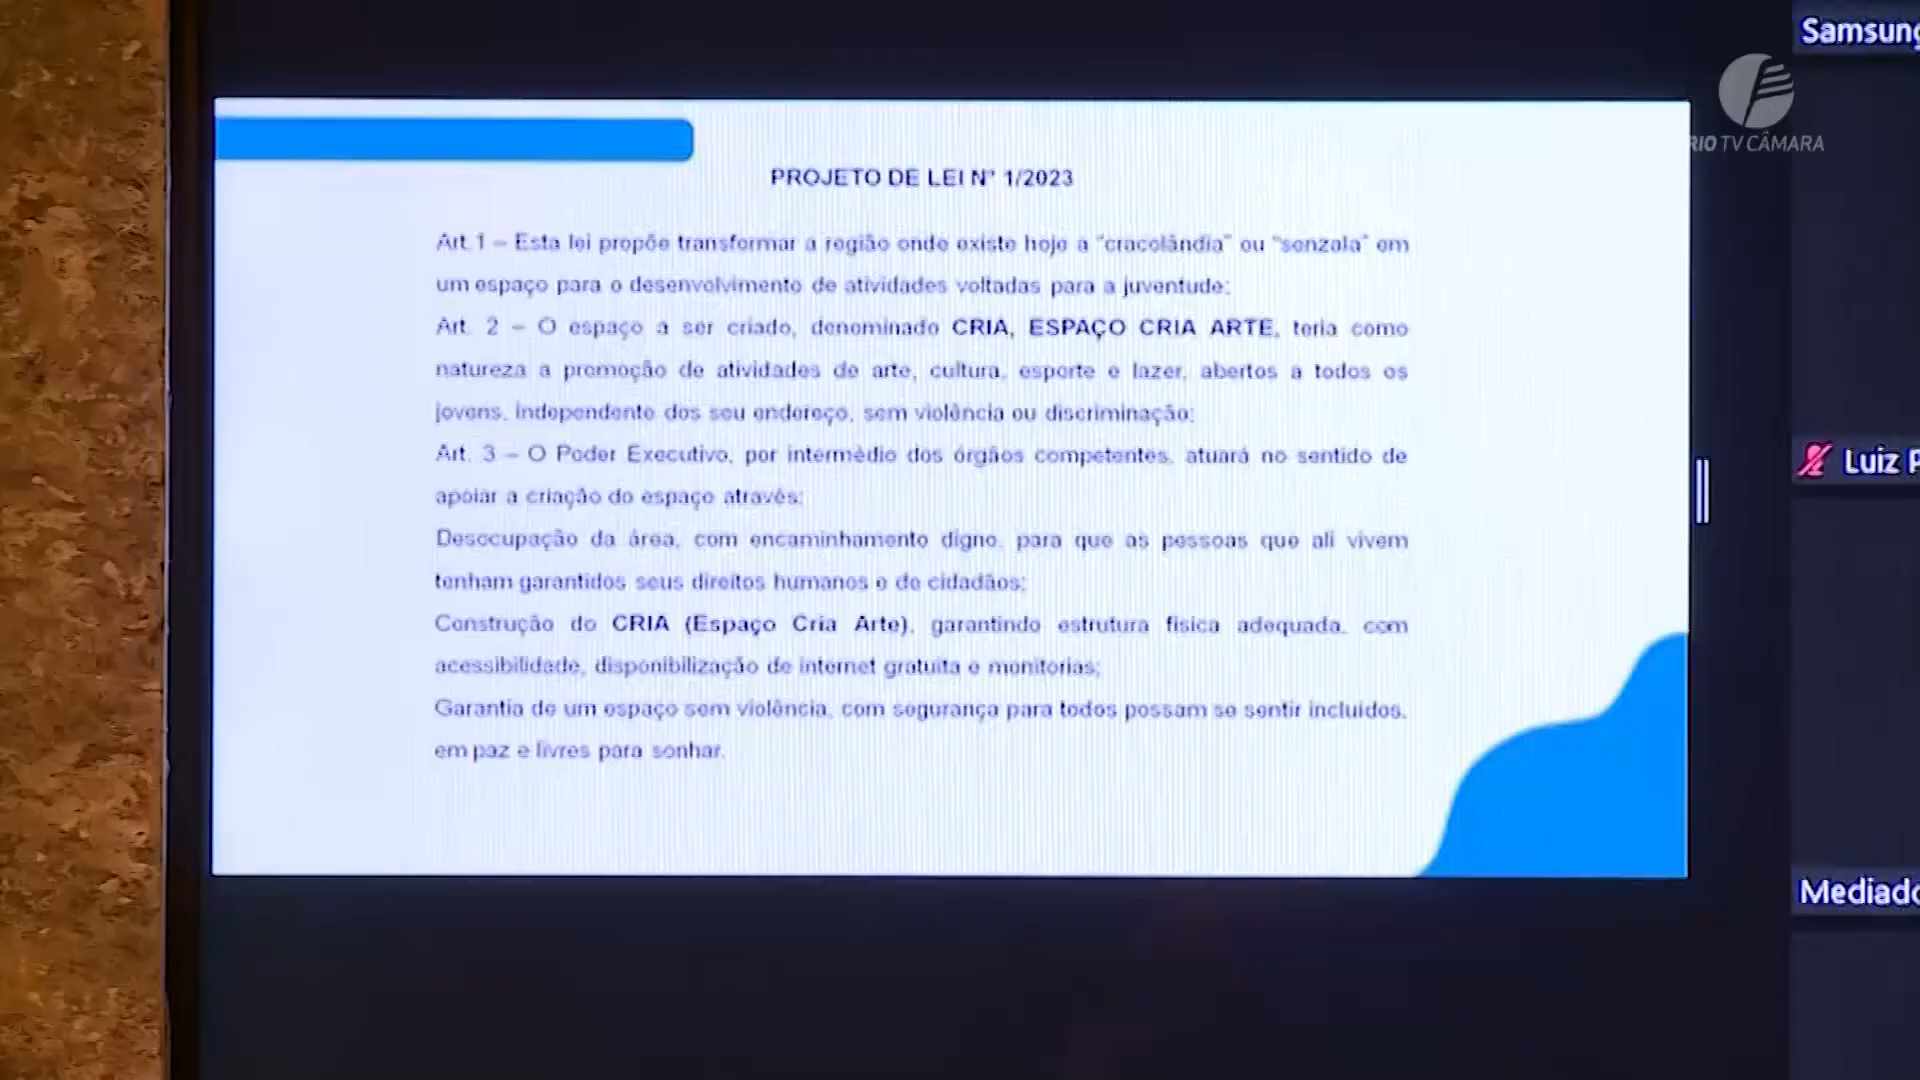 Samsung
RIO TV CÂMARA
PROJETO DE LEI Nº 1/2023
Art.1 – Esta lei propõe transformar a região onde existe hoje a "cracolândia" ou "senzala" em
um espaço para o desenvolvimento de atividades voltadas para a juventude;
Art. 2 – O espaço a ser criado, denominado CRIA, ESPAÇO CRIA ARTE, teria como
natureza a promoção de atividades de arte, cultura, esporte e lazer, abertos a todos os
jovens, independente dos seu endereço, sem violência ou discriminação;
Art. 3 – O Poder Executivo, por intermédio dos órgãos competentes, atuará no sentido de
apoiar a criação do espaço através:
Desocupação da área, com encaminhamento digno, para que as pessoas que ali vivem
tenham garantidos seus direitos humanos e de cidadãos;
Construção do CRIA (Espaço Cria Arte), garantindo estrutura física adequada, com
acessibilidade, disponibilização de internet gratuita e monitorias;
Garantia de um espaço sem violência, com segurança para todos possam se sentir incluídos,
em paz e livres para sonhar.
Luiz P
Mediado